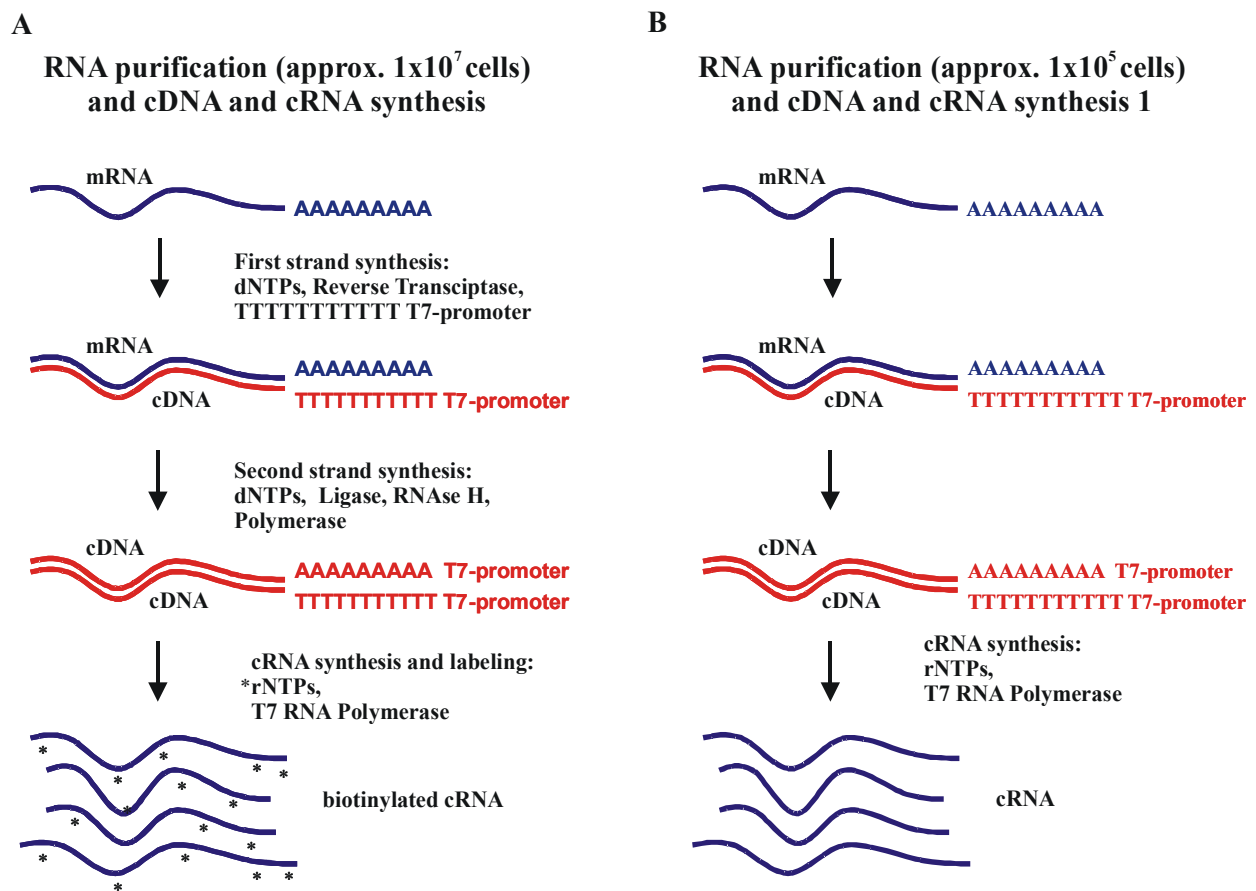 A
RNA purification (approx. 1x10⁷ cells)
and cDNA and cRNA synthesis
mRNA
AAAAAAAAA
First strand synthesis:
dNTPs, Reverse Transciptase,
TTTTTTTTTTT T7-promoter
mRNA
AAAAAAAAA
cDNA
TTTTTTTTTTT T7-promoter
Second strand synthesis:
dNTPs, Ligase, RNAse H,
Polymerase
cDNA
AAAAAAAAA T7-promoter
cDNA
TTTTTTTTTTT T7-promoter
cRNA synthesis and labeling:
*rNTPs,
T7 RNA Polymerase
* * * * *
* * *
* * *
* * * * * *
biotinylated cRNA
B
RNA purification (approx. 1x10⁵ cells)
and cDNA and cRNA synthesis 1
mRNA
AAAAAAAAA
mRNA
AAAAAAAAA
cDNA
TTTTTTTTTTT T7-promoter
cDNA
AAAAAAAAA T7-promoter
cDNA
TTTTTTTTTTT T7-promoter
cRNA synthesis:
rNTPs,
T7 RNA Polymerase
cRNA